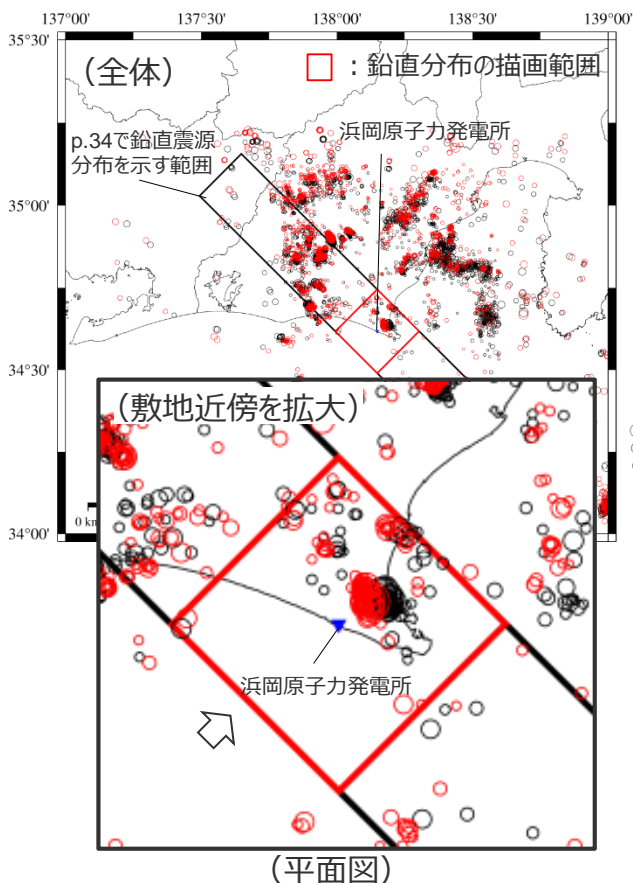 137°00' 137°30' 138°00' 138°30' 139°00'
35°30'
(全体)
：鉛直分布の描画範囲
p.34で鉛直震源
分布を示す範囲
浜岡原子力発電所
35°00'
34°30'
(敷地近傍を拡大)
34°00'
0 km
浜岡原子力発電所
(平面図)